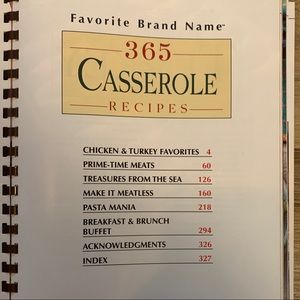 Favorite Brand Name™
365
CASSEROLE
RECIPES
CHICKEN & TURKEY FAVORITES 4
PRIME-TIME MEATS 60
TREASURES FROM THE SEA 126
MAKE IT MEATLESS 160
PASTA MANIA 218
BREAKFAST & BRUNCH
BUFFET 294
ACKNOWLEDGMENTS 326
INDEX 327